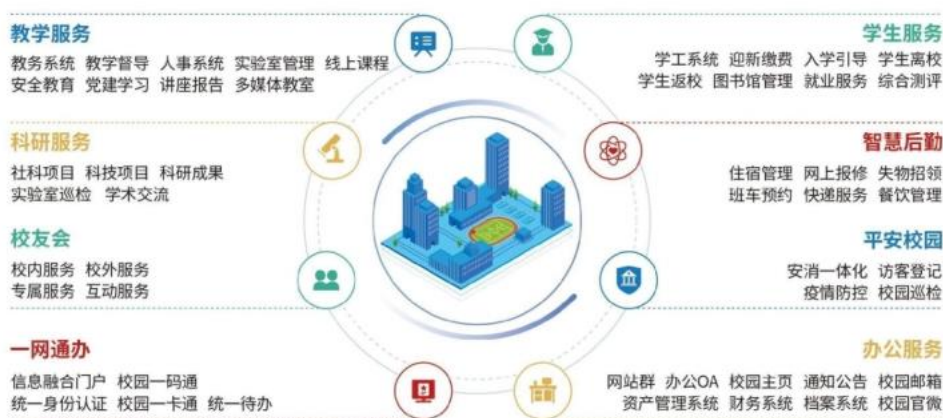 教学服务
教务系统 教学督导 人事系统 实验室管理 线上课程
安全教育 党建学习 讲座报告 多媒体教室
科研服务
社科项目 科技项目 科研成果
实验室巡检 学术交流
校友会
校内服务 校外服务
专属服务 互动服务
一网通办
信息融合门户 校园一码通
统一身份认证 校园一卡通 统一待办
学生服务
学工系统 迎新缴费 入学引导 学生离校
学生返校 图书馆管理 就业服务 综合测评
智慧后勤
住宿管理 网上报修 失物招领
班车预约 快递服务 餐饮管理
平安校园
安消一体化 访客登记
疫情防控 校园巡检
办公服务
网站群 办公OA 校园主页 通知公告 校园邮箱
资产管理系统 财务系统 档案系统 校园官微